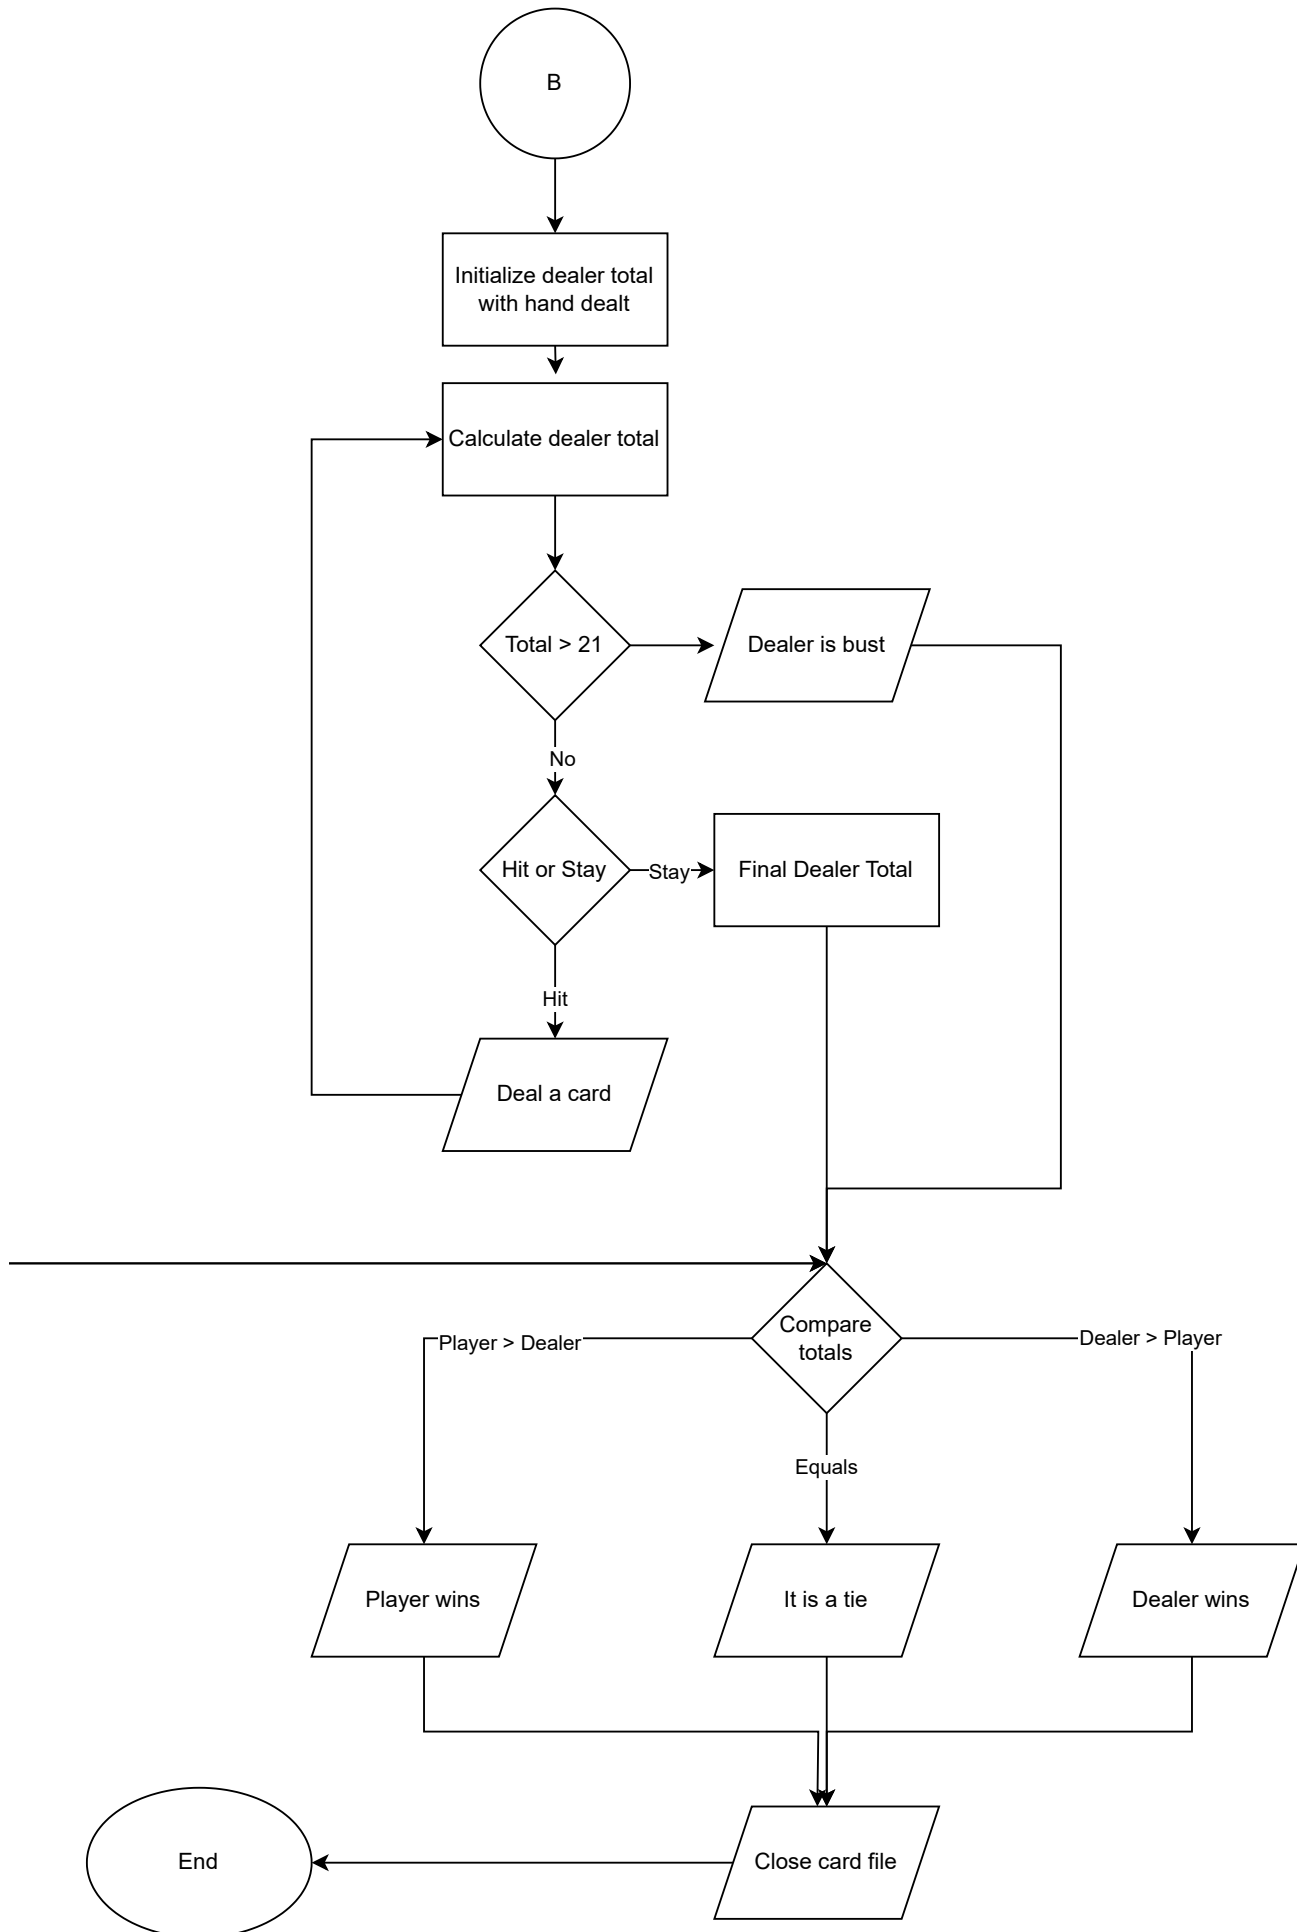 B
Initialize dealer total
with hand dealt
Calculate dealer total
Total > 21
Dealer is bust
No
Hit or Stay
Stay
Final Dealer Total
Hit
Deal a card
Compare
totals
Player > Dealer
Dealer > Player
Equals
Player wins
It is a tie
Dealer wins
End
Close card file